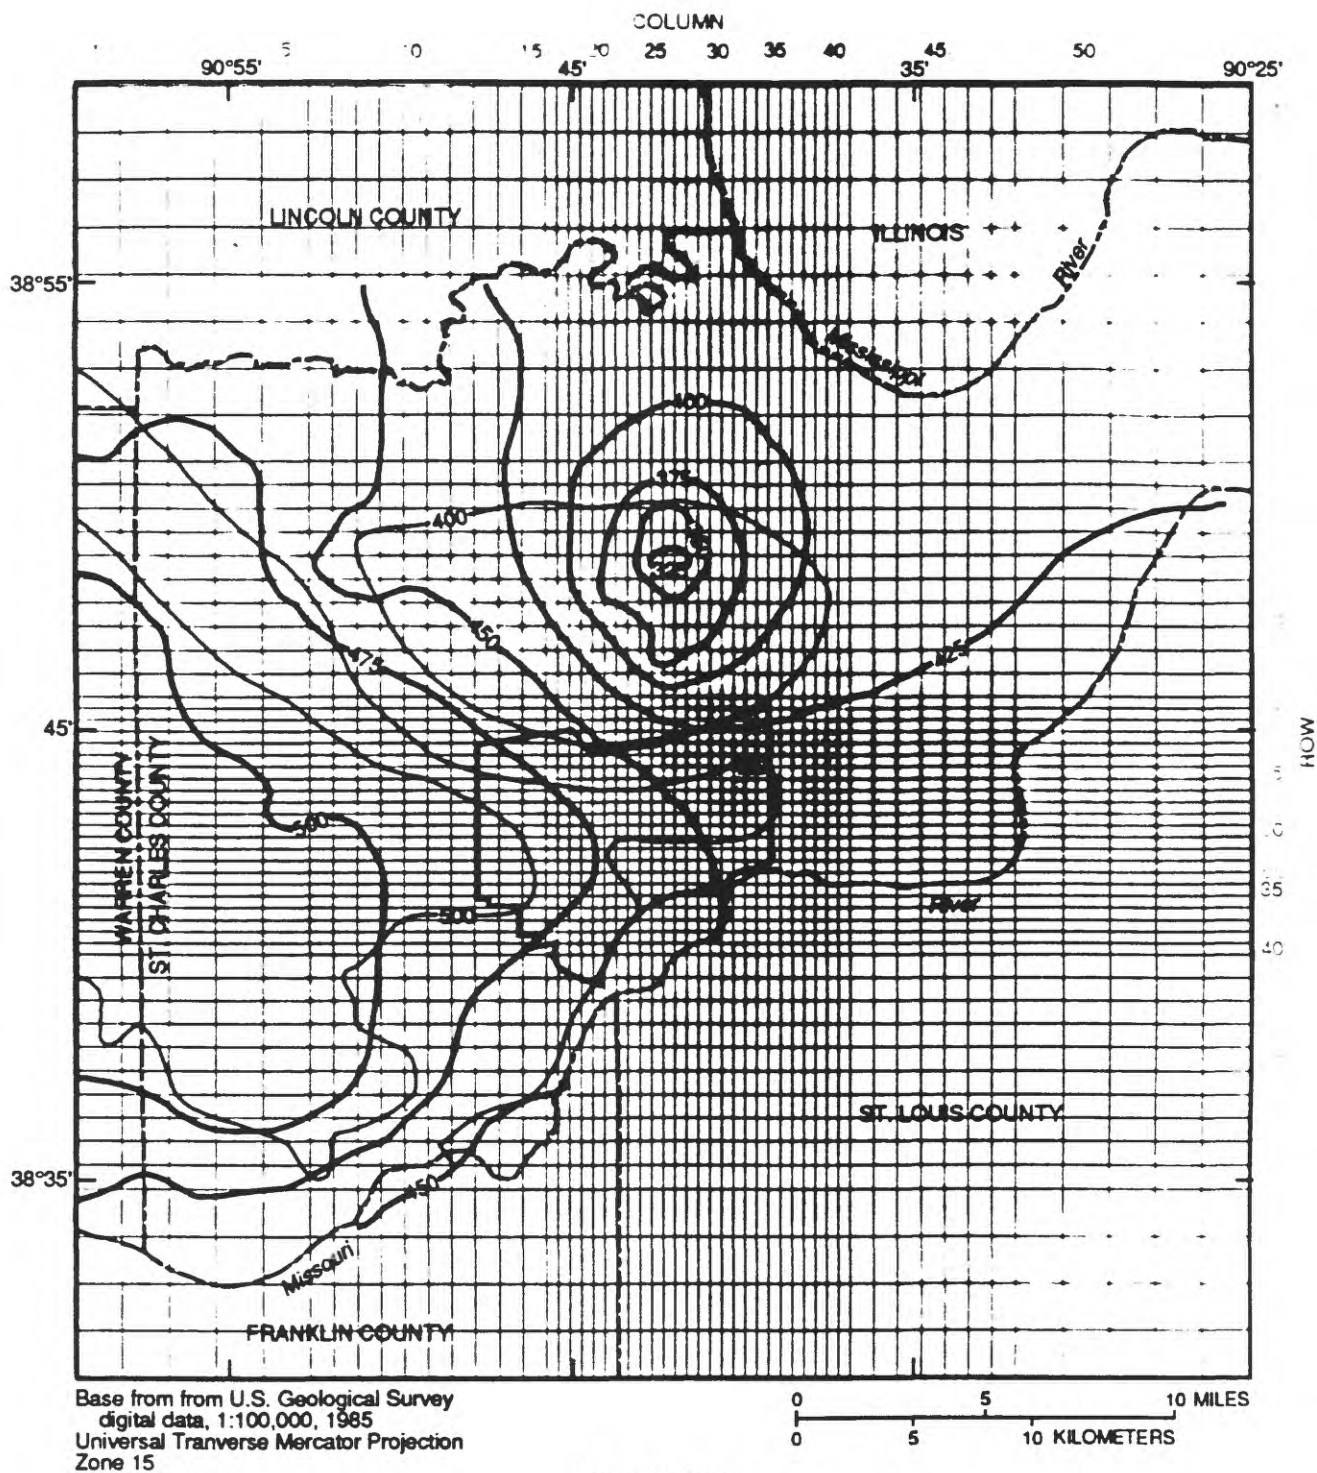 COLUMN
5 10 15 20 25 30 35 40 45 50
90°55' 45' 35' 90°25'
LINCOLN COUNTY
ILLINOIS
River
38°55'
Mississippi
400
375
400
325
450
475
425
45'
ROW
WARREN COUNTY
ST. CHARLES COUNTY
500
35
500
River
40
ST. LOUIS COUNTY
38°35'
450
Missouri
FRANKLIN COUNTY
Base from from U.S. Geological Survey
digital data, 1:100,000, 1985
Universal Tranverse Mercator Projection
Zone 15
0 5 10 MILES
0 5 10 KILOMETERS